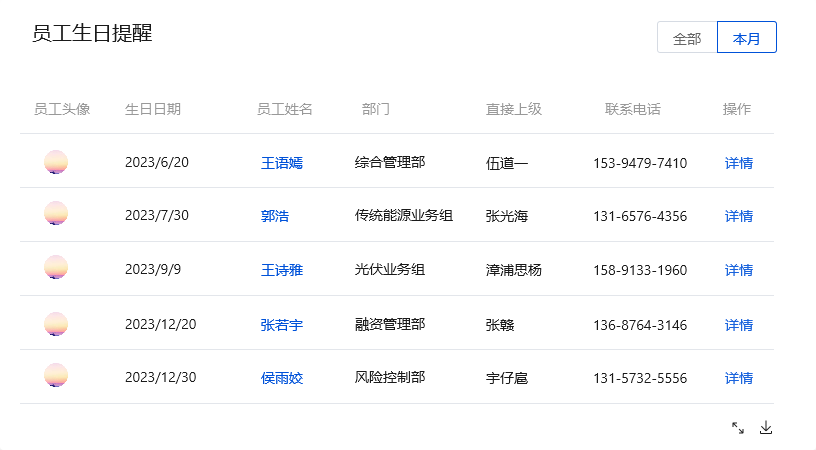 员工生日提醒
全部 本月
员工头像 生日日期 员工姓名 部门 直接上级 联系电话 操作
2023/6/20 王语嫣 综合管理部 伍道一 153-9479-7410 详情
2023/7/30 郭浩 传统能源业务组 张光海 131-6576-4356 详情
2023/9/9 王诗雅 光伏业务组 漳浦思杨 158-9133-1960 详情
2023/12/20 张若宇 融资管理部 张赣 136-8764-3146 详情
2023/12/30 侯雨姣 风险控制部 宇仔扈 131-5732-5556 详情